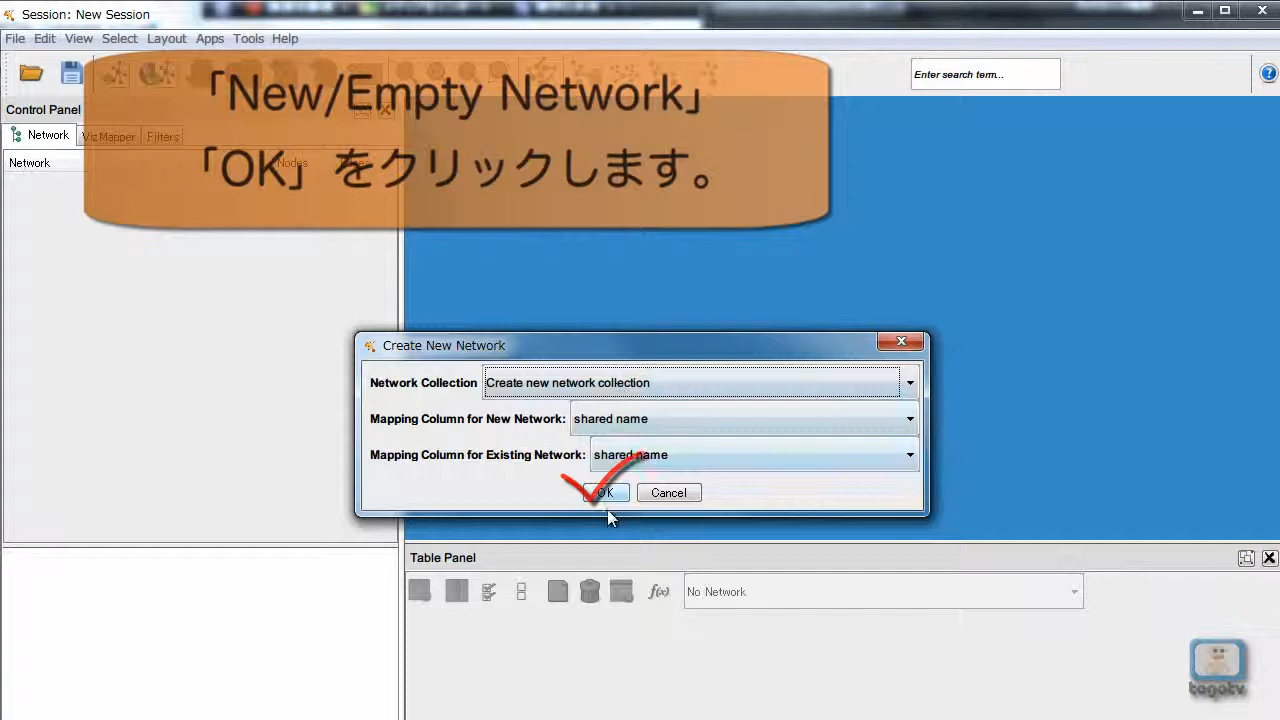 Session: New Session
File Edit View Select Layout Apps Tools Help
「New/Empty Network」
「OK」をクリックします。
Enter search term...
Control Panel
Network VizMapper Filters
Network Nodes
Create New Network
Network Collection Create new network collection
Mapping Column for New Network: shared name
Mapping Column for Existing Network: shared name
OK Cancel
Table Panel
f(x) No Network
togotv